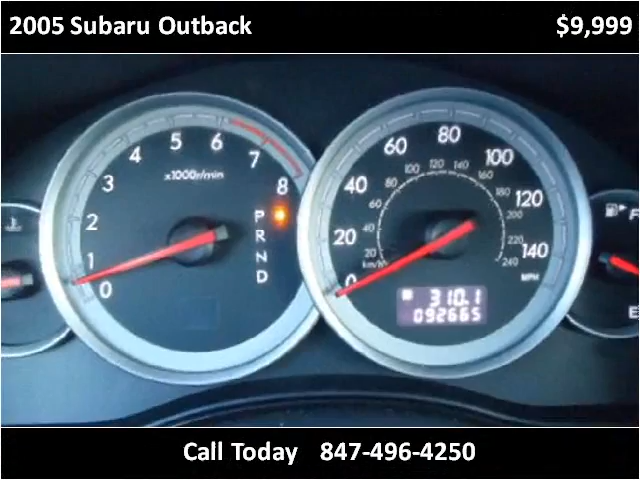 2005 Subaru Outback $9,999
0 1 2 3 4 5 6 7 8
x1000r/min
P
R
N
D
0 20 40 60 80 100 120 140
MPH
20 40 60 80 100 120 140 160 180 200 220 240
km/h
310.1
092665
F
E
Call Today 847-496-4250